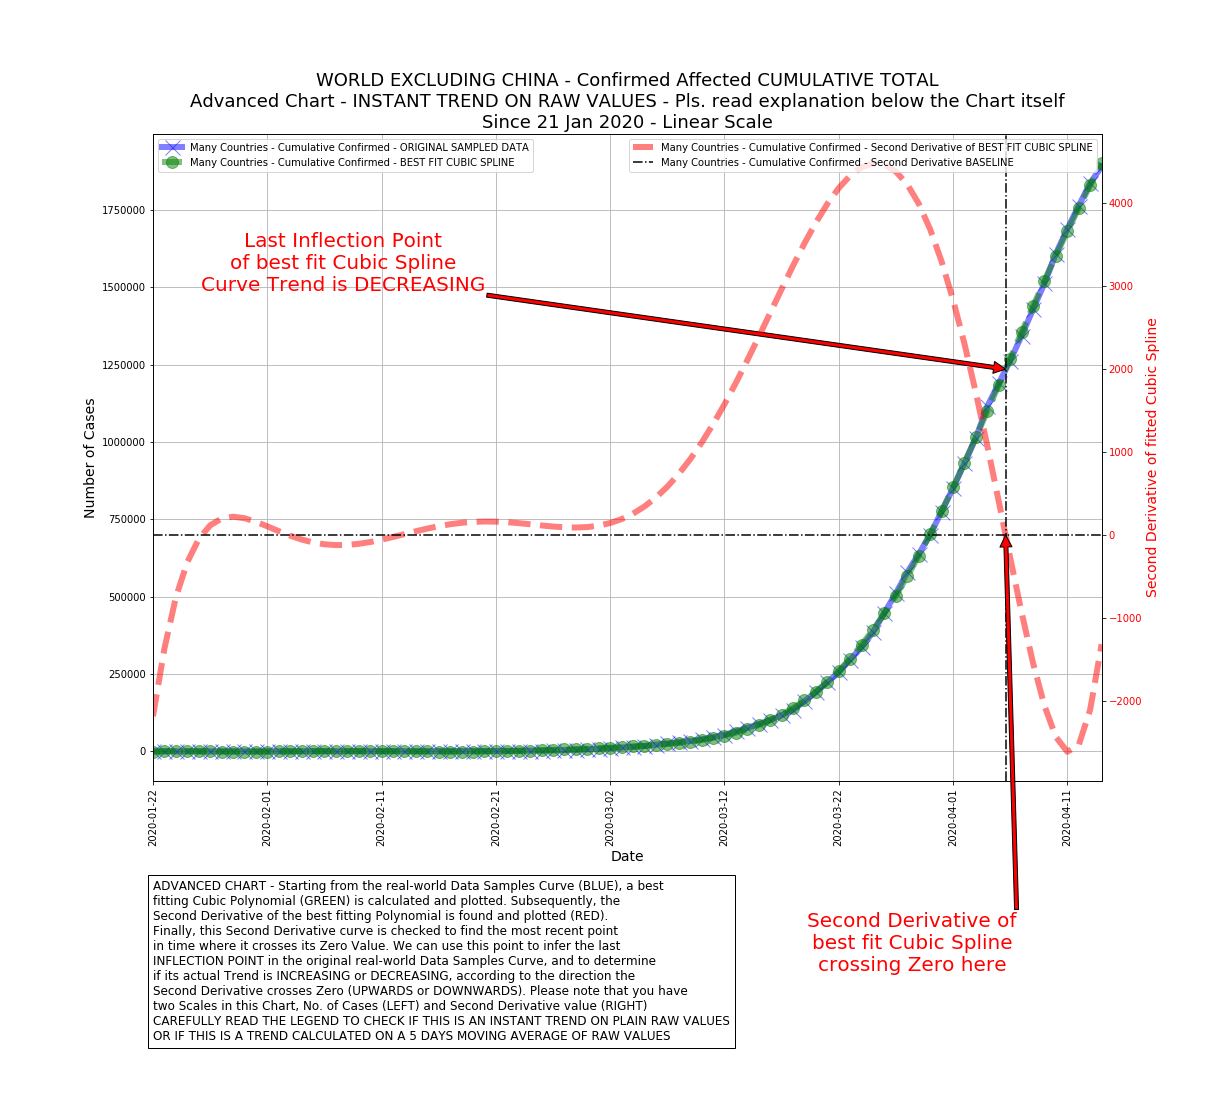 WORLD EXCLUDING CHINA - Confirmed Affected CUMULATIVE TOTAL
Advanced Chart - INSTANT TREND ON RAW VALUES - Pls. read explanation below the Chart itself
Since 21 Jan 2020 - Linear Scale
Many Countries - Cumulative Confirmed - ORIGINAL SAMPLED DATA
Many Countries - Cumulative Confirmed - BEST FIT CUBIC SPLINE
Many Countries - Cumulative Confirmed - Second Derivative of BEST FIT CUBIC SPLINE
Many Countries - Cumulative Confirmed - Second Derivative BASELINE
Last Inflection Point
of best fit Cubic Spline
Curve Trend is DECREASING
Number of Cases
1750000
1500000
1250000
1000000
750000
500000
250000
0
4000
3000
2000
1000
0
−1000
−2000
Second Derivative of fitted Cubic Spline
2020-01-22
2020-02-01
2020-02-11
2020-02-21
2020-03-02
2020-03-12
2020-03-22
2020-04-01
2020-04-11
Date
ADVANCED CHART - Starting from the real-world Data Samples Curve (BLUE), a best
fitting Cubic Polynomial (GREEN) is calculated and plotted. Subsequently, the
Second Derivative of the best fitting Polynomial is found and plotted (RED).
Finally, this Second Derivative curve is checked to find the most recent point
in time where it crosses its Zero Value. We can use this point to infer the last
INFLECTION POINT in the original real-world Data Samples Curve, and to determine
if its actual Trend is INCREASING or DECREASING, according to the direction the
Second Derivative crosses Zero (UPWARDS or DOWNWARDS). Please note that you have
two Scales in this Chart, No. of Cases (LEFT) and Second Derivative value (RIGHT)
CAREFULLY READ THE LEGEND TO CHECK IF THIS IS AN INSTANT TREND ON PLAIN RAW VALUES
OR IF THIS IS A TREND CALCULATED ON A 5 DAYS MOVING AVERAGE OF RAW VALUES
Second Derivative of
best fit Cubic Spline
crossing Zero here